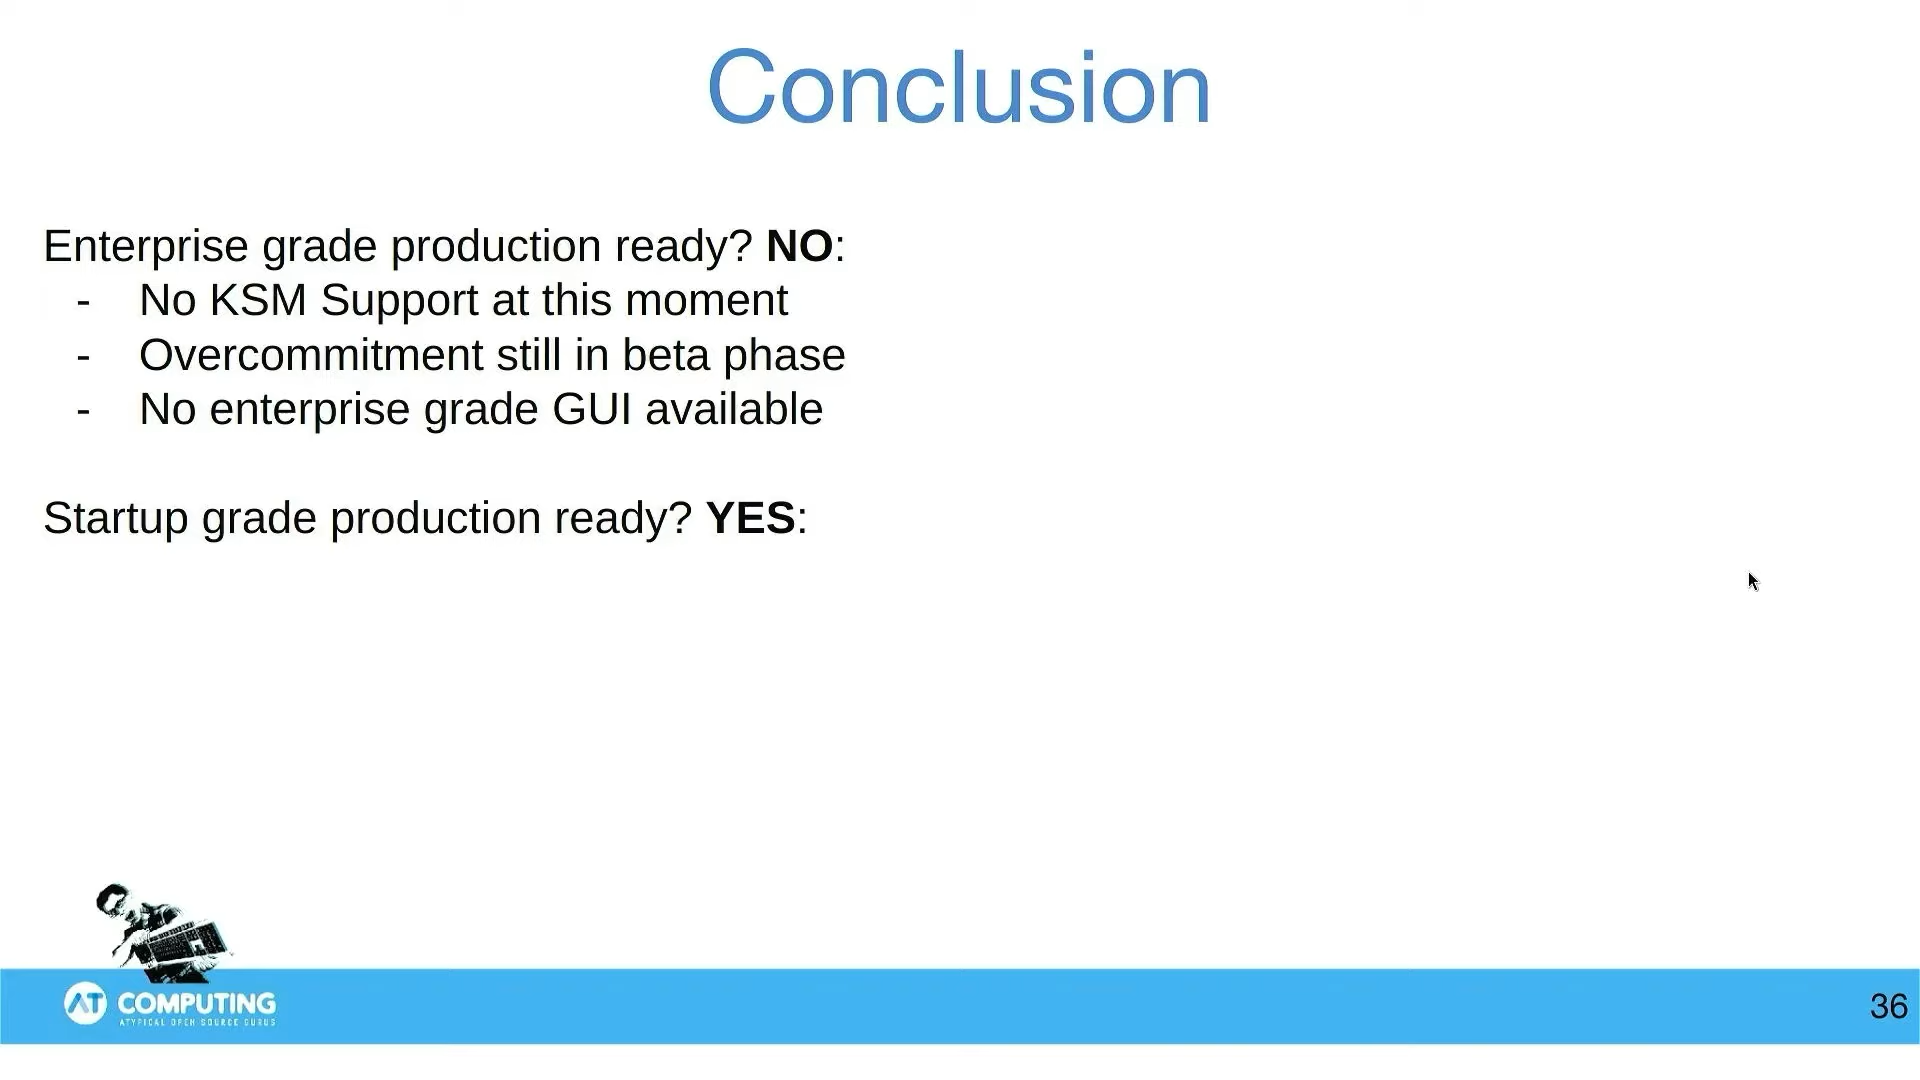 Conclusion
Enterprise grade production ready? NO:
- No KSM Support at this moment
- Overcommitment still in beta phase
- No enterprise grade GUI available
Startup grade production ready? YES:
AT COMPUTING
ATYPICAL OPEN SOURCE GURUS
36